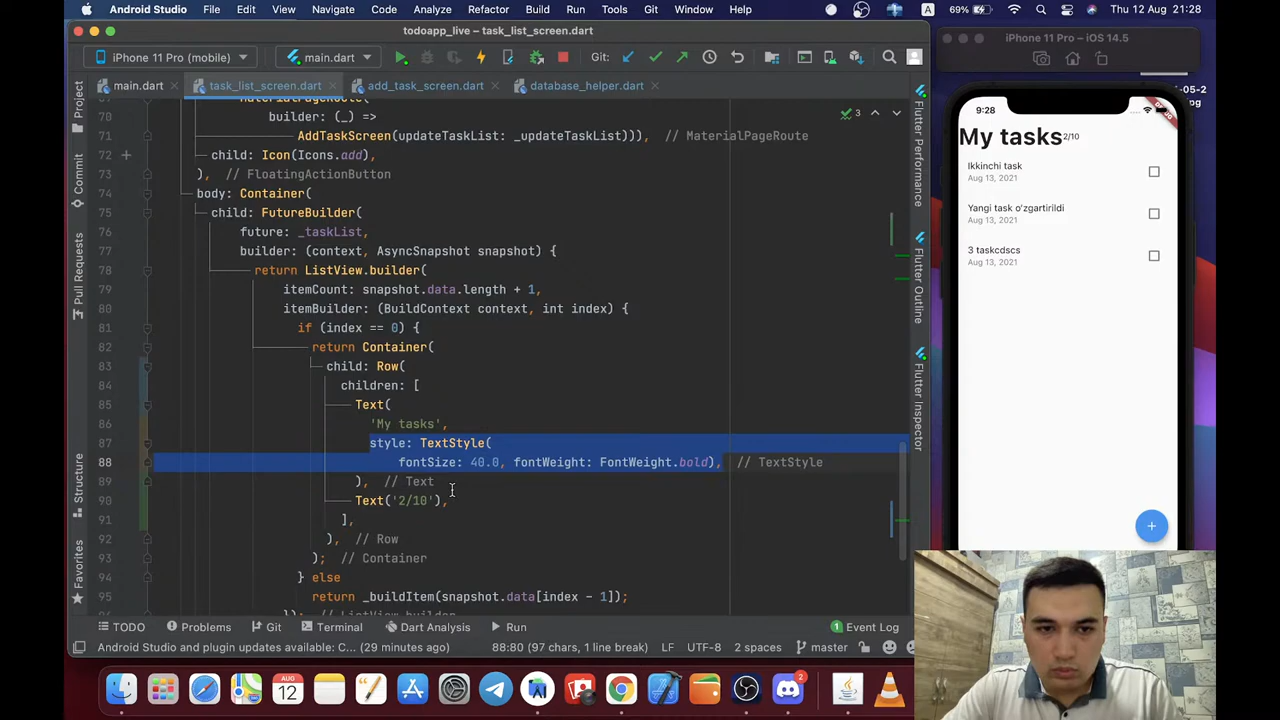 Android Studio File Edit View Navigate Code Analyze Refactor Build Run Tools Git Window Help A 69% Thu 12 Aug 21:28
todoapp_live – task_list_screen.dart
iPhone 11 Pro (mobile) main.dart Git:
main.dart task_list_screen.dart add_task_screen.dart database_helper.dart
MaterialPageRoute(
70 builder: (_) =>
71 AddTaskScreen(updateTaskList: _updateTaskList))), // MaterialPageRoute
72 child: Icon(Icons.add),
73 ), // FloatingActionButton
74 body: Container(
75 child: FutureBuilder(
76 future: _taskList,
77 builder: (context, AsyncSnapshot snapshot) {
78 return ListView.builder(
79 itemCount: snapshot.data.length + 1,
80 itemBuilder: (BuildContext context, int index) {
81 if (index == 0) {
82 return Container(
83 child: Row(
84 children: [
85 Text(
86 'My tasks',
87 style: TextStyle(
88 fontSize: 40.0, fontWeight: FontWeight.bold), // TextStyle
89 ), // Text
90 Text('2/10'),
91 ],
92 ), // Row
93 ); // Container
94 } else
95 return _buildItem(snapshot.data[index - 1]);
}); // ListView.builder
3
Project
Commit
Pull Requests
Structure
Favorites
Flutter Performance
Flutter Outline
Flutter Inspector
TODO Problems Git Terminal Dart Analysis Run 1 Event Log
Android Studio and plugin updates available: C... (29 minutes ago) 88:80 (97 chars, 1 line break) LF UTF-8 2 spaces master
iPhone 11 Pro – iOS 14.5
9:28
My tasks2/10
Ikkinchi task
Aug 13, 2021
Yangi task o'zgartirildi
Aug 13, 2021
3 taskcdscs
Aug 13, 2021
+
AUG
12
2